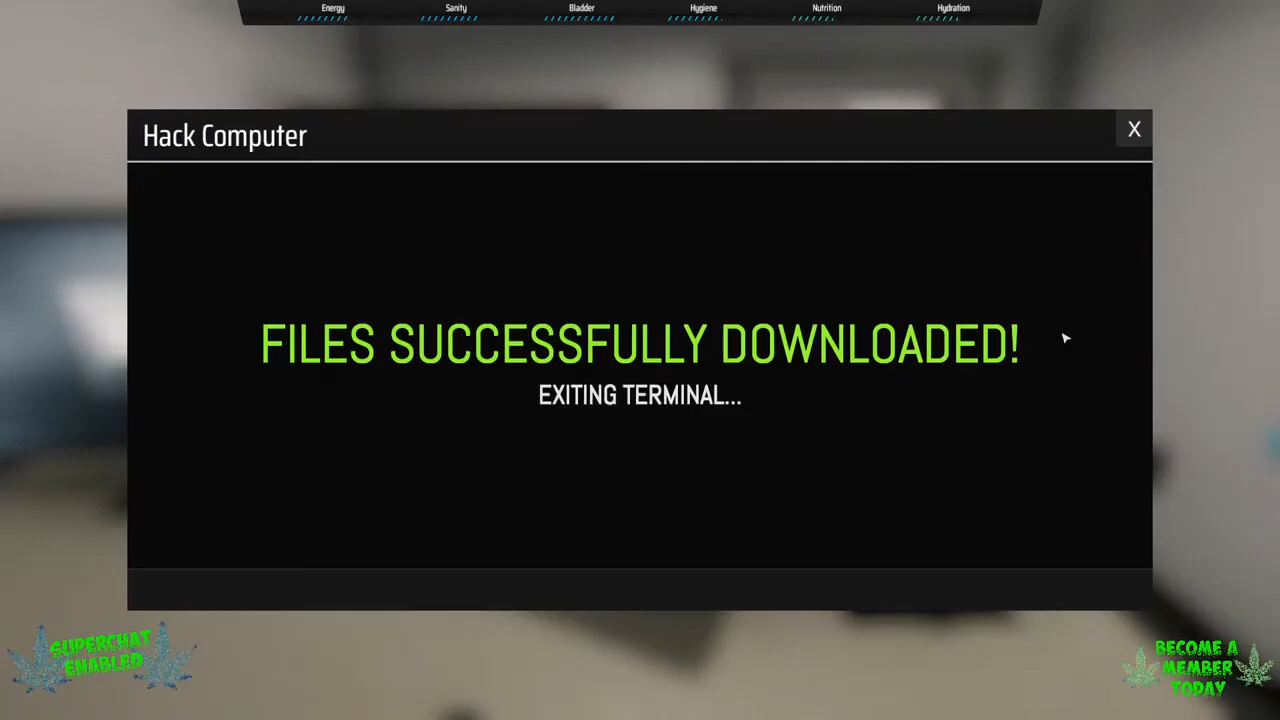 Energy
Sanity
Bladder
Hygiene
Nutrition
Hydration
Hack Computer
X
FILES SUCCESSFULLY DOWNLOADED!
EXITING TERMINAL...
SUPERCHAT
ENABLED
BECOME A
MEMBER
TODAY